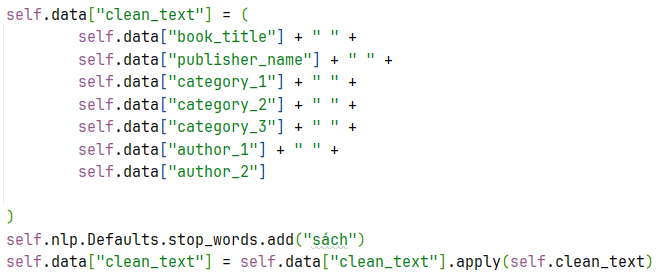 self.data["clean_text"] = (
self.data["book_title"] + " " +
self.data["publisher_name"] + " " +
self.data["category_1"] + " " +
self.data["category_2"] + " " +
self.data["category_3"] + " " +
self.data["author_1"] + " " +
self.data["author_2"]
)
self.nlp.Defaults.stop_words.add("sách")
self.data["clean_text"] = self.data["clean_text"].apply(self.clean_text)